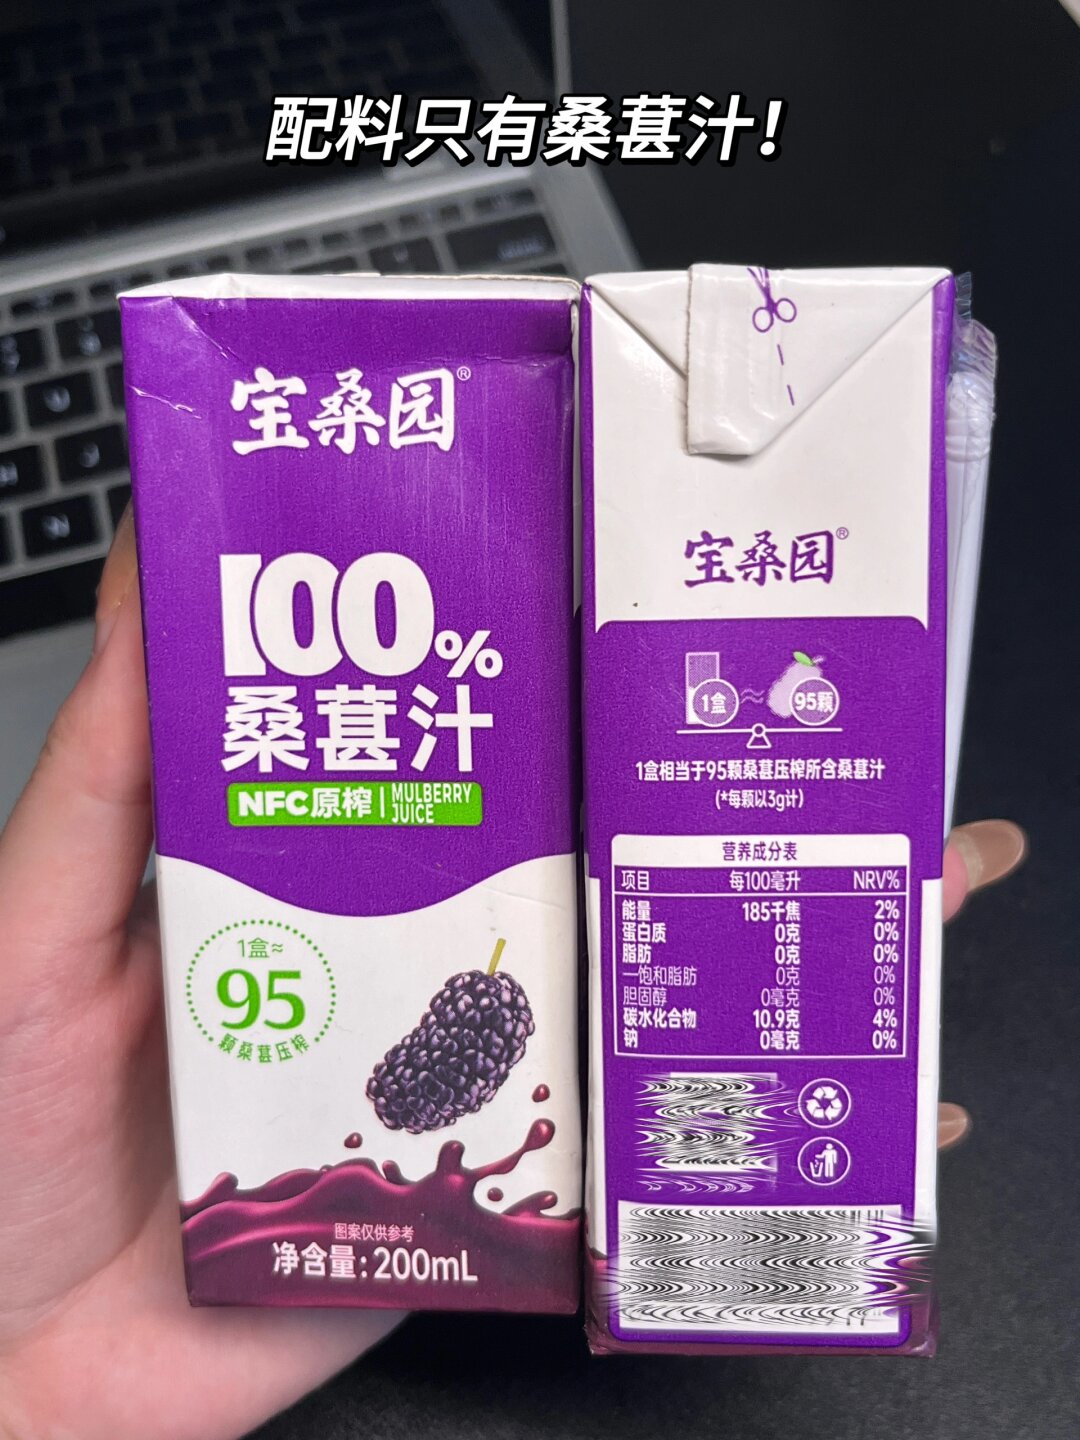 配料只有桑葚汁！
宝桑园®
100%
桑葚汁
NFC原榨 | MULBERRY JUICE
1盒≈
95
颗桑葚压榨
图案仅供参考
净含量：200mL
宝桑园®
1盒 ≈ 95颗
1盒相当于95颗桑葚压榨所含桑葚汁
(*每颗以3g计)
营养成分表
项目 每100毫升 NRV%
能量 185千焦 2%
蛋白质 0克 0%
脂肪 0克 0%
—饱和脂肪 0克 0%
胆固醇 0毫克 0%
碳水化合物 10.9克 4%
钠 0毫克 0%